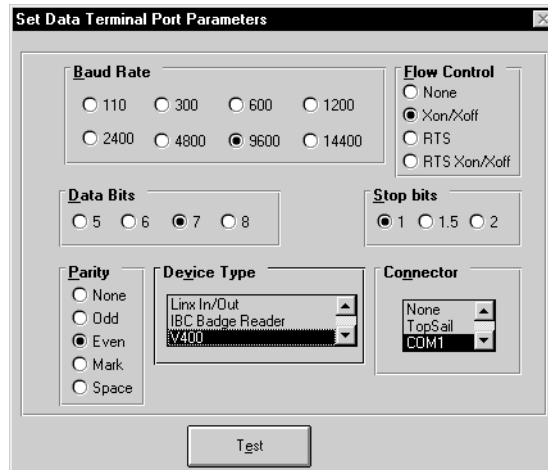 Set Data Terminal Port Parameters
Baud Rate
110 300 600 1200
2400 4800 9600 14400
Flow Control
None
Xon/Xoff
RTS
RTS Xon/Xoff
Data Bits
5 6 7 8
Stop bits
1 1.5 2
Parity
None
Odd
Even
Mark
Space
Device Type
Linx In/Out
IBC Badge Reader
V400
Connector
None
TopSail
COM1
Test